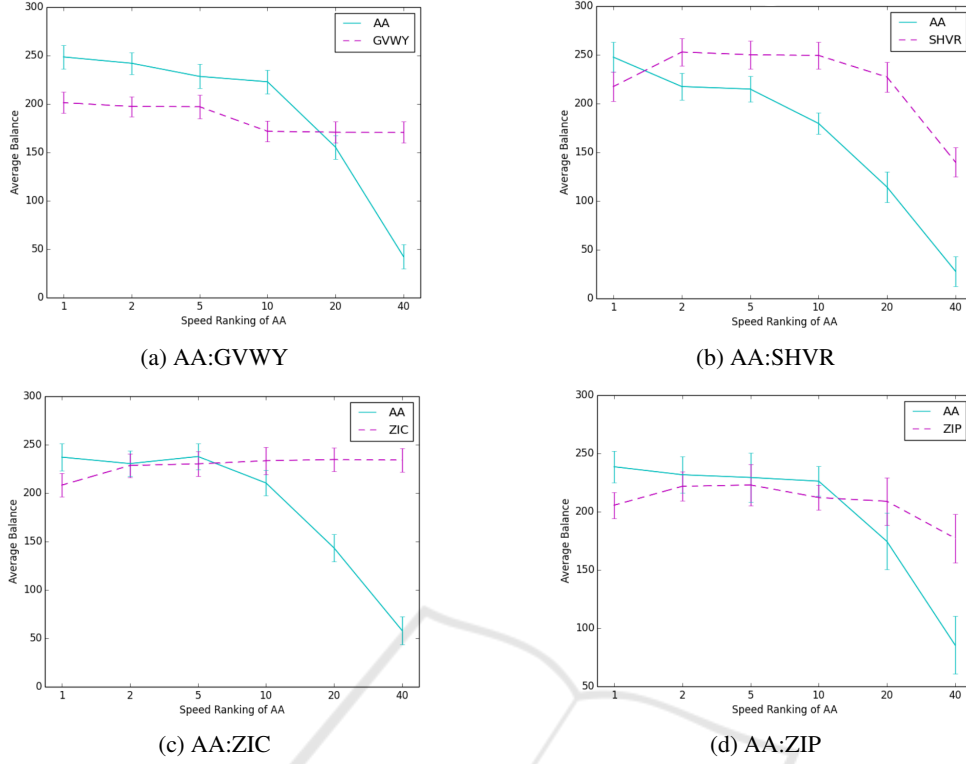 300
250
200
150
100
50
0
Average Balance
AA
GVWY
1 2 5 10 20 40
Speed Ranking of AA
(a) AA:GVWY
300
250
200
150
100
50
0
Average Balance
AA
SHVR
1 2 5 10 20 40
Speed Ranking of AA
(b) AA:SHVR
300
250
200
150
100
50
0
Average Balance
AA
ZIC
1 2 5 10 20 40
Speed Ranking of AA
(c) AA:ZIC
300
250
200
150
100
50
Average Balance
AA
ZIP
1 2 5 10 20 40
Speed Ranking of AA
(d) AA:ZIP